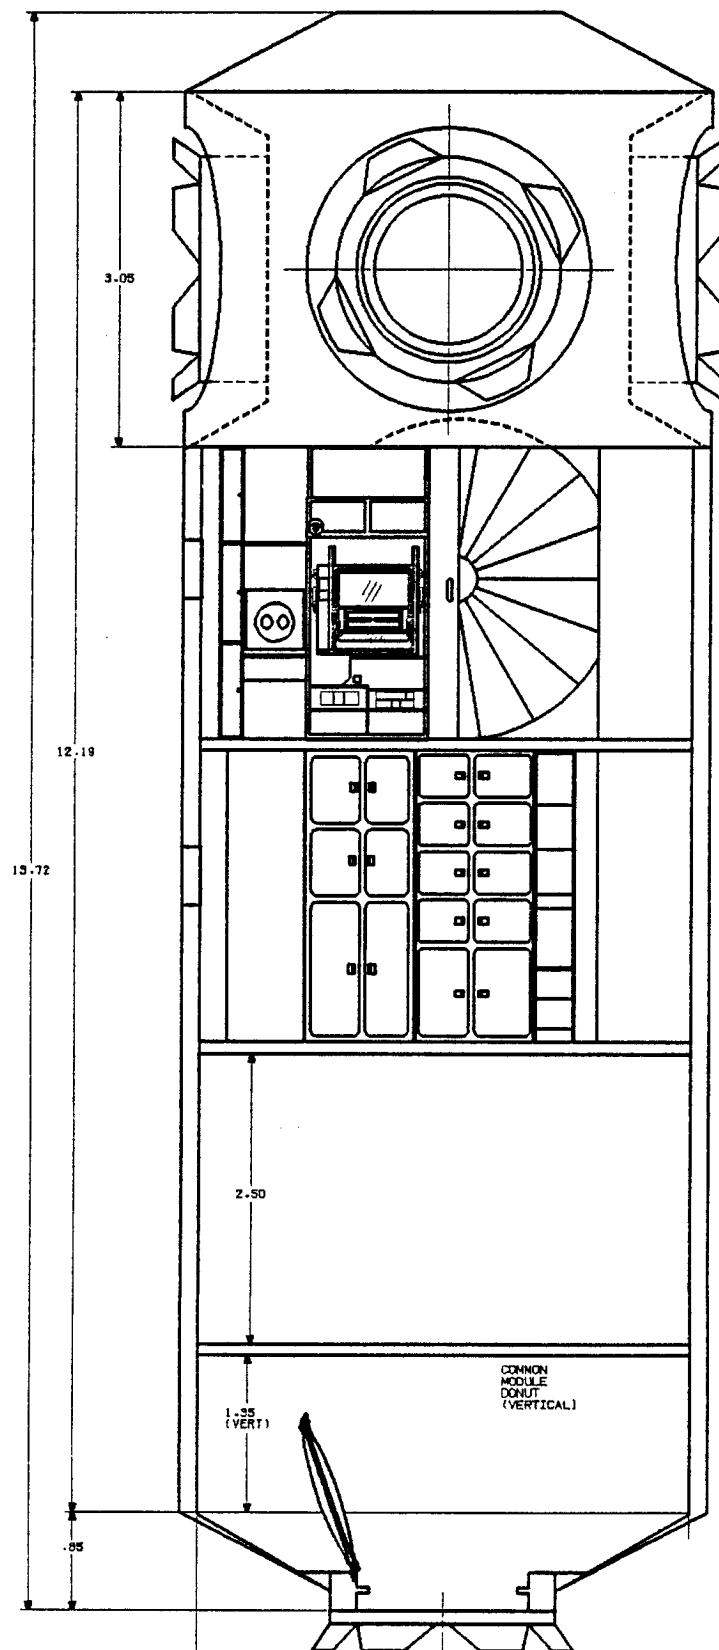 3.05
12.19
13.72
2.50
COMMON
MODULE
DONUT
(VERTICAL)
1.35
(VERT)
.85